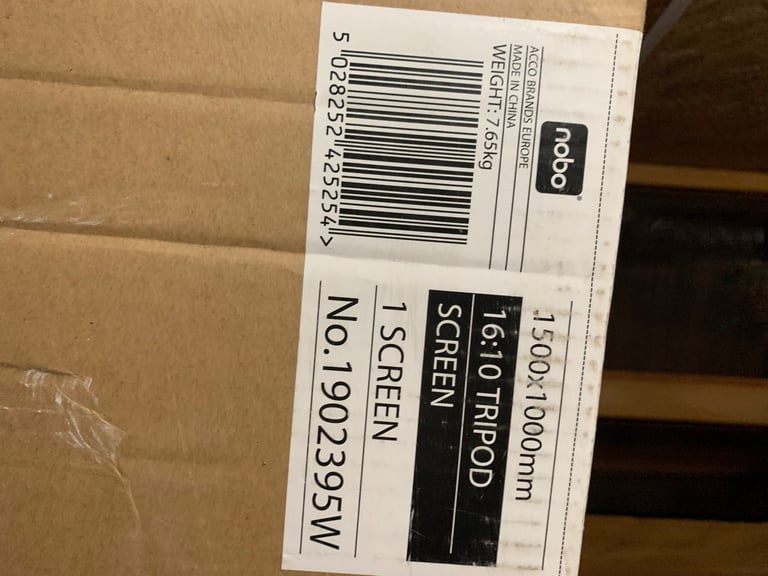 nobo®
ACCO BRANDS EUROPE
MADE IN CHINA
WEIGHT: 7.65kg
5 028252 425254 >
1500x1000mm
16:10 TRIPOD
SCREEN
1 SCREEN
No.1902395W